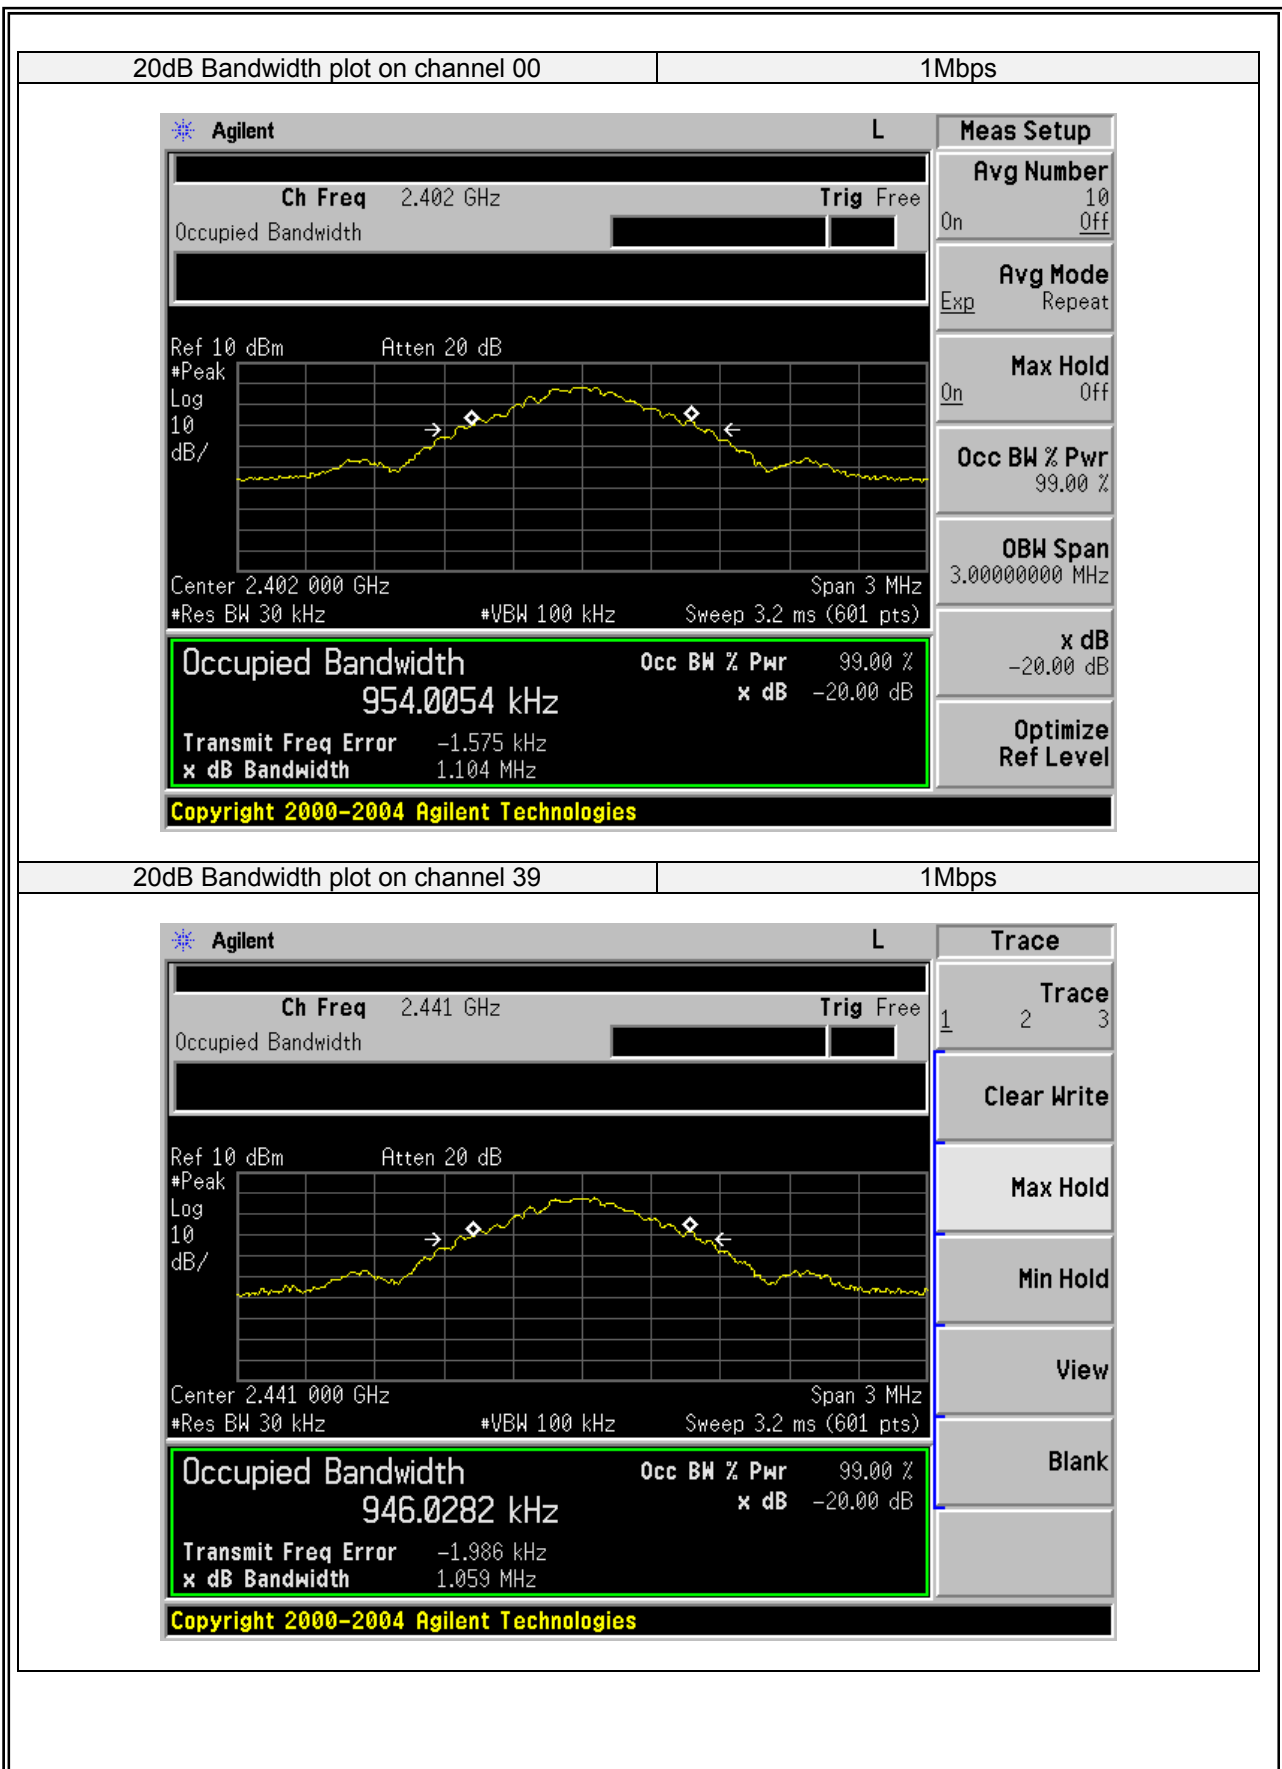 20dB Bandwidth plot on channel 00 1Mbps
Agilent L Meas Setup
Ch Freq 2.402 GHz Trig Free
Occupied Bandwidth
Avg Number
10
On Off
Avg Mode
Exp Repeat
Max Hold
On Off
Occ BW % Pwr
99.00 %
OBW Span
3.00000000 MHz
x dB
-20.00 dB
Optimize
Ref Level
Ref 10 dBm Atten 20 dB
#Peak
Log
10
dB/
Center 2.402 000 GHz Span 3 MHz
#Res BW 30 kHz #VBW 100 kHz Sweep 3.2 ms (601 pts)
Occupied Bandwidth Occ BW % Pwr 99.00 %
954.0054 kHz x dB -20.00 dB
Transmit Freq Error -1.575 kHz
x dB Bandwidth 1.104 MHz
Copyright 2000-2004 Agilent Technologies
20dB Bandwidth plot on channel 39 1Mbps
Agilent L Trace
Ch Freq 2.441 GHz Trig Free
Occupied Bandwidth
Trace
1 2 3
Clear Write
Max Hold
Min Hold
View
Blank
Ref 10 dBm Atten 20 dB
#Peak
Log
10
dB/
Center 2.441 000 GHz Span 3 MHz
#Res BW 30 kHz #VBW 100 kHz Sweep 3.2 ms (601 pts)
Occupied Bandwidth Occ BW % Pwr 99.00 %
946.0282 kHz x dB -20.00 dB
Transmit Freq Error -1.986 kHz
x dB Bandwidth 1.059 MHz
Copyright 2000-2004 Agilent Technologies